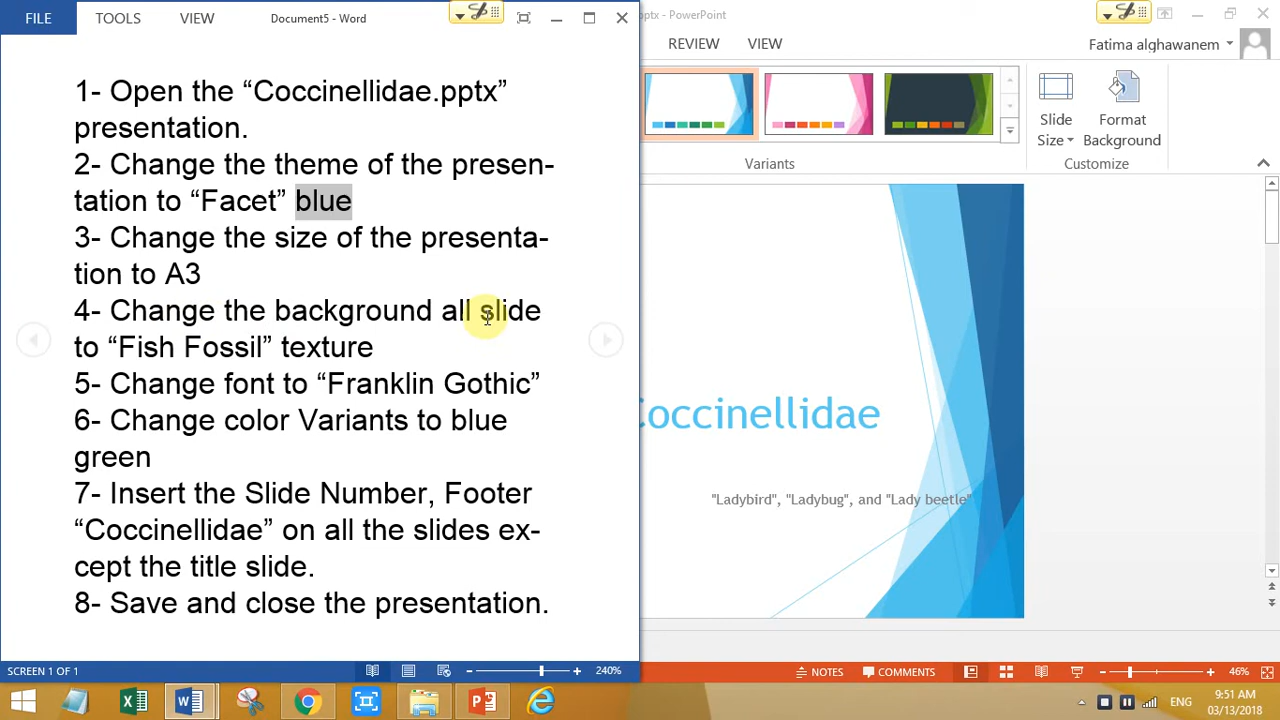 FILE TOOLS VIEW Document5 - Word
ptx - PowerPoint
REVIEW VIEW Fatima alghawanem
1- Open the “Coccinellidae.pptx”
presentation.
2- Change the theme of the presen-
tation to “Facet” blue
3- Change the size of the presenta-
tion to A3
4- Change the background all slide
to “Fish Fossil” texture
5- Change font to “Franklin Gothic”
6- Change color Variants to blue
green
7- Insert the Slide Number, Footer
“Coccinellidae” on all the slides ex-
cept the title slide.
8- Save and close the presentation.
Slide
Size
Format
Background
Variants
Customize
Coccinellidae
"Ladybird", "Ladybug", and "Lady beetle"
SCREEN 1 OF 1
240%
NOTES COMMENTS 46%
ENG
9:51 AM
03/13/2018